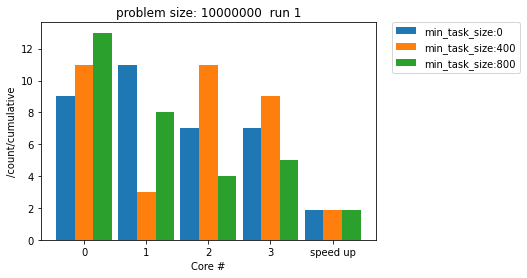 problem size: 10000000  run 1
min_task_size:0
min_task_size:400
min_task_size:800
/count/cumulative
12
10
8
6
4
2
0
0 1 2 3 speed up
Core #